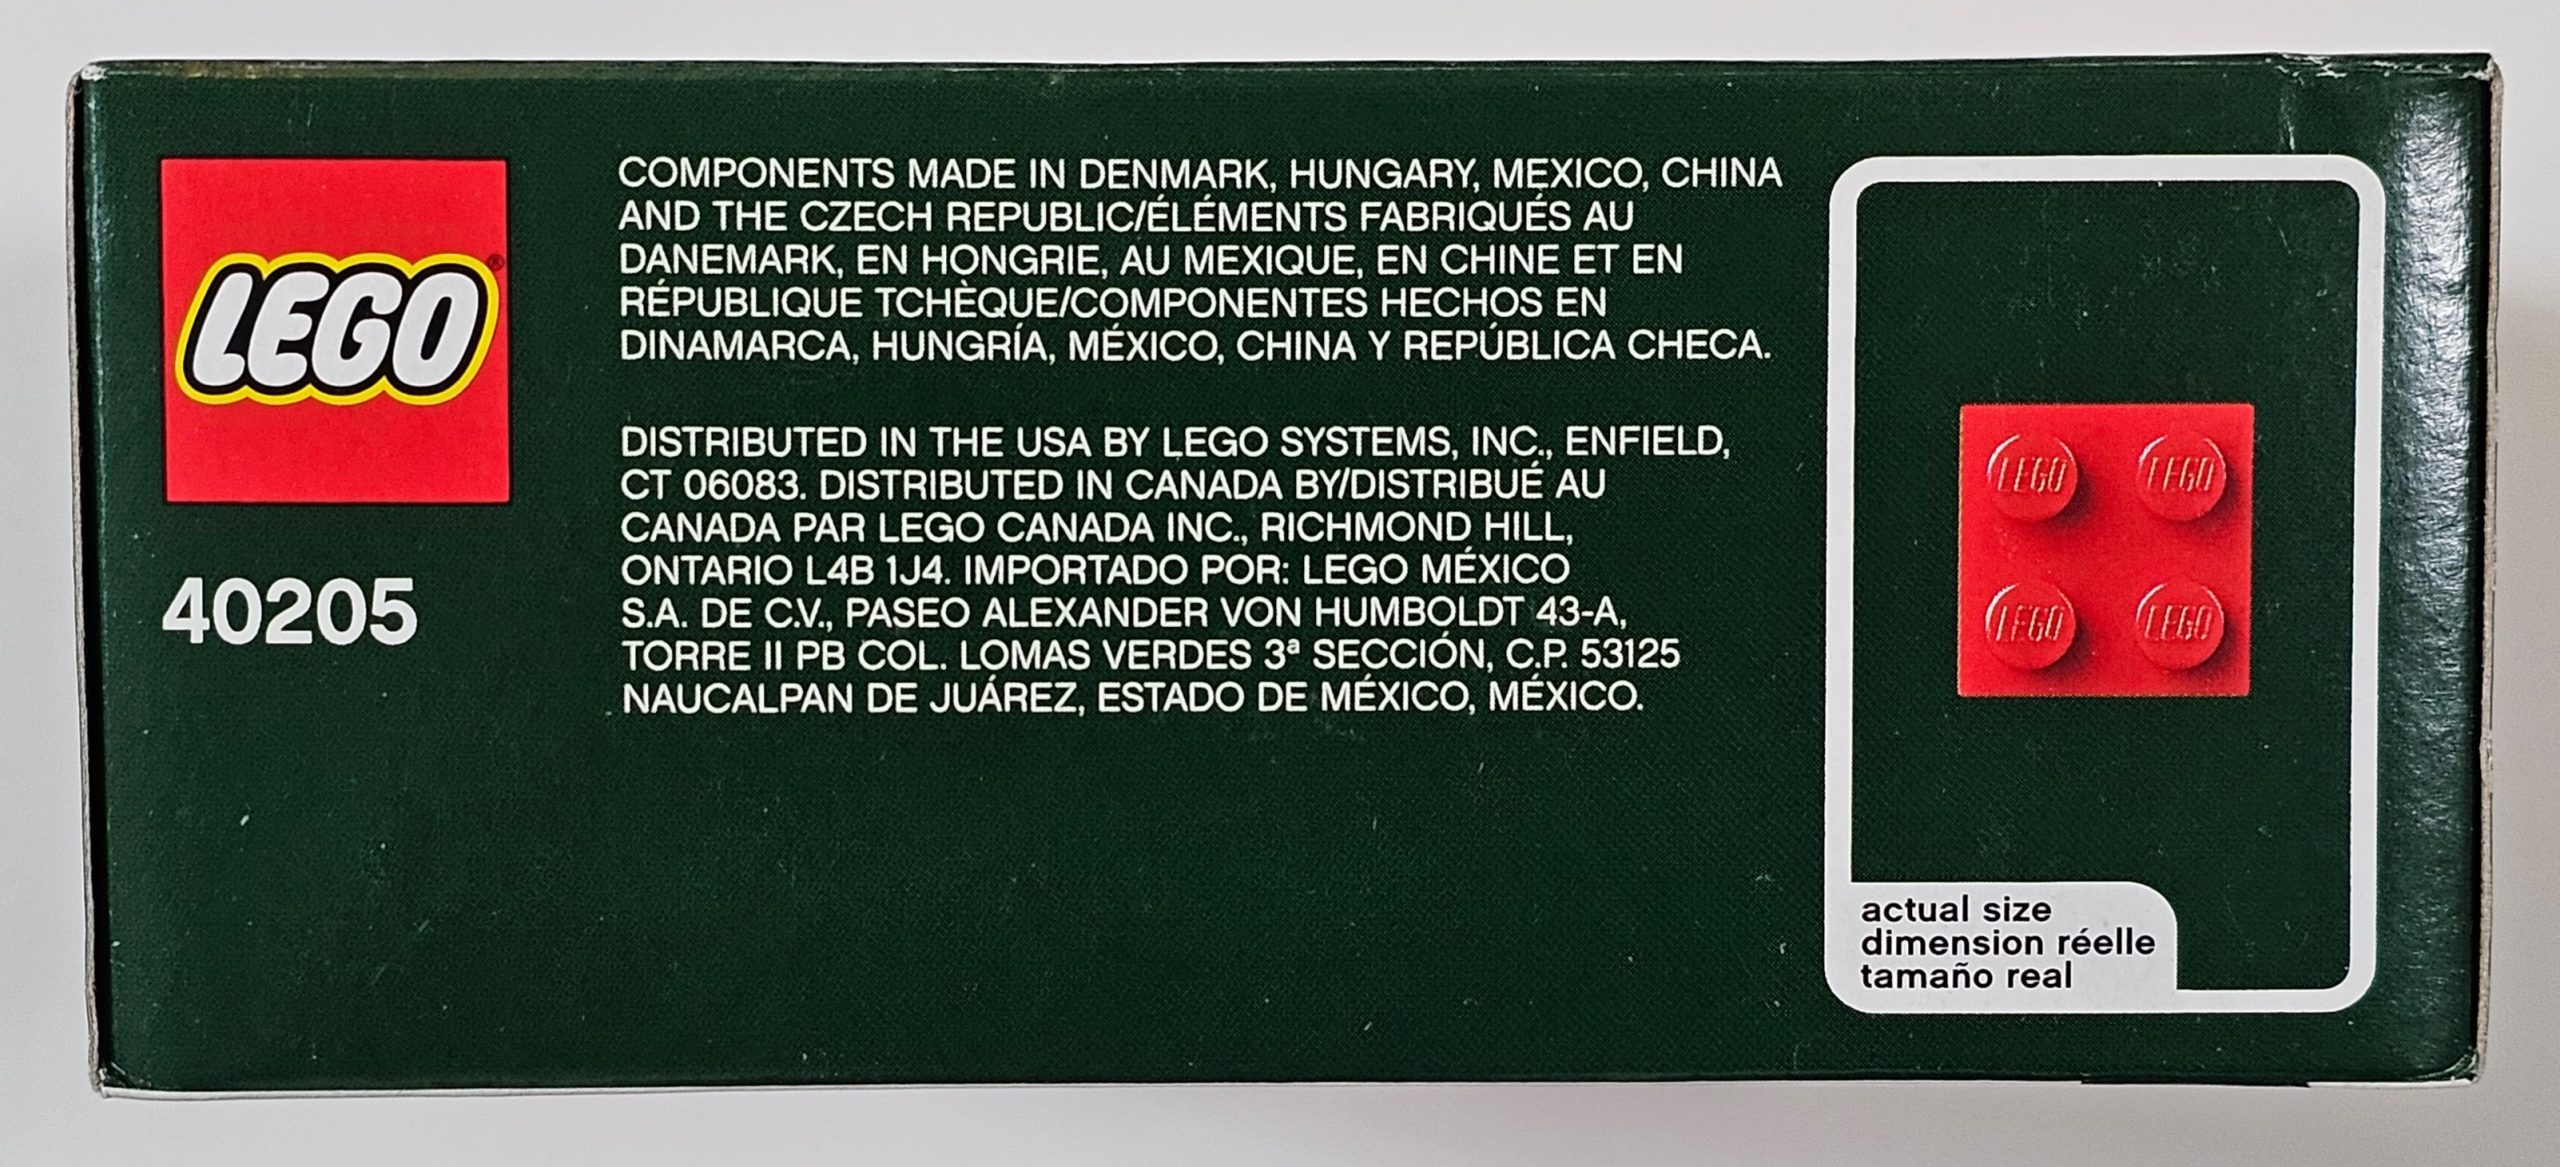 LEGO®
40205
COMPONENTS MADE IN DENMARK, HUNGARY, MEXICO, CHINA
AND THE CZECH REPUBLIC/ÉLÉMENTS FABRIQUÉS AU
DANEMARK, EN HONGRIE, AU MEXIQUE, EN CHINE ET EN
RÉPUBLIQUE TCHÈQUE/COMPONENTES HECHOS EN
DINAMARCA, HUNGRÍA, MÉXICO, CHINA Y REPÚBLICA CHECA.
DISTRIBUTED IN THE USA BY LEGO SYSTEMS, INC., ENFIELD,
CT 06083. DISTRIBUTED IN CANADA BY/DISTRIBUÉ AU
CANADA PAR LEGO CANADA INC., RICHMOND HILL,
ONTARIO L4B 1J4. IMPORTADO POR: LEGO MÉXICO
S.A. DE C.V., PASEO ALEXANDER VON HUMBOLDT 43-A,
TORRE II PB COL. LOMAS VERDES 3ª SECCIÓN, C.P. 53125
NAUCALPAN DE JUÁREZ, ESTADO DE MÉXICO, MÉXICO.
LEGO LEGO
LEGO LEGO
actual size
dimension réelle
tamaño real